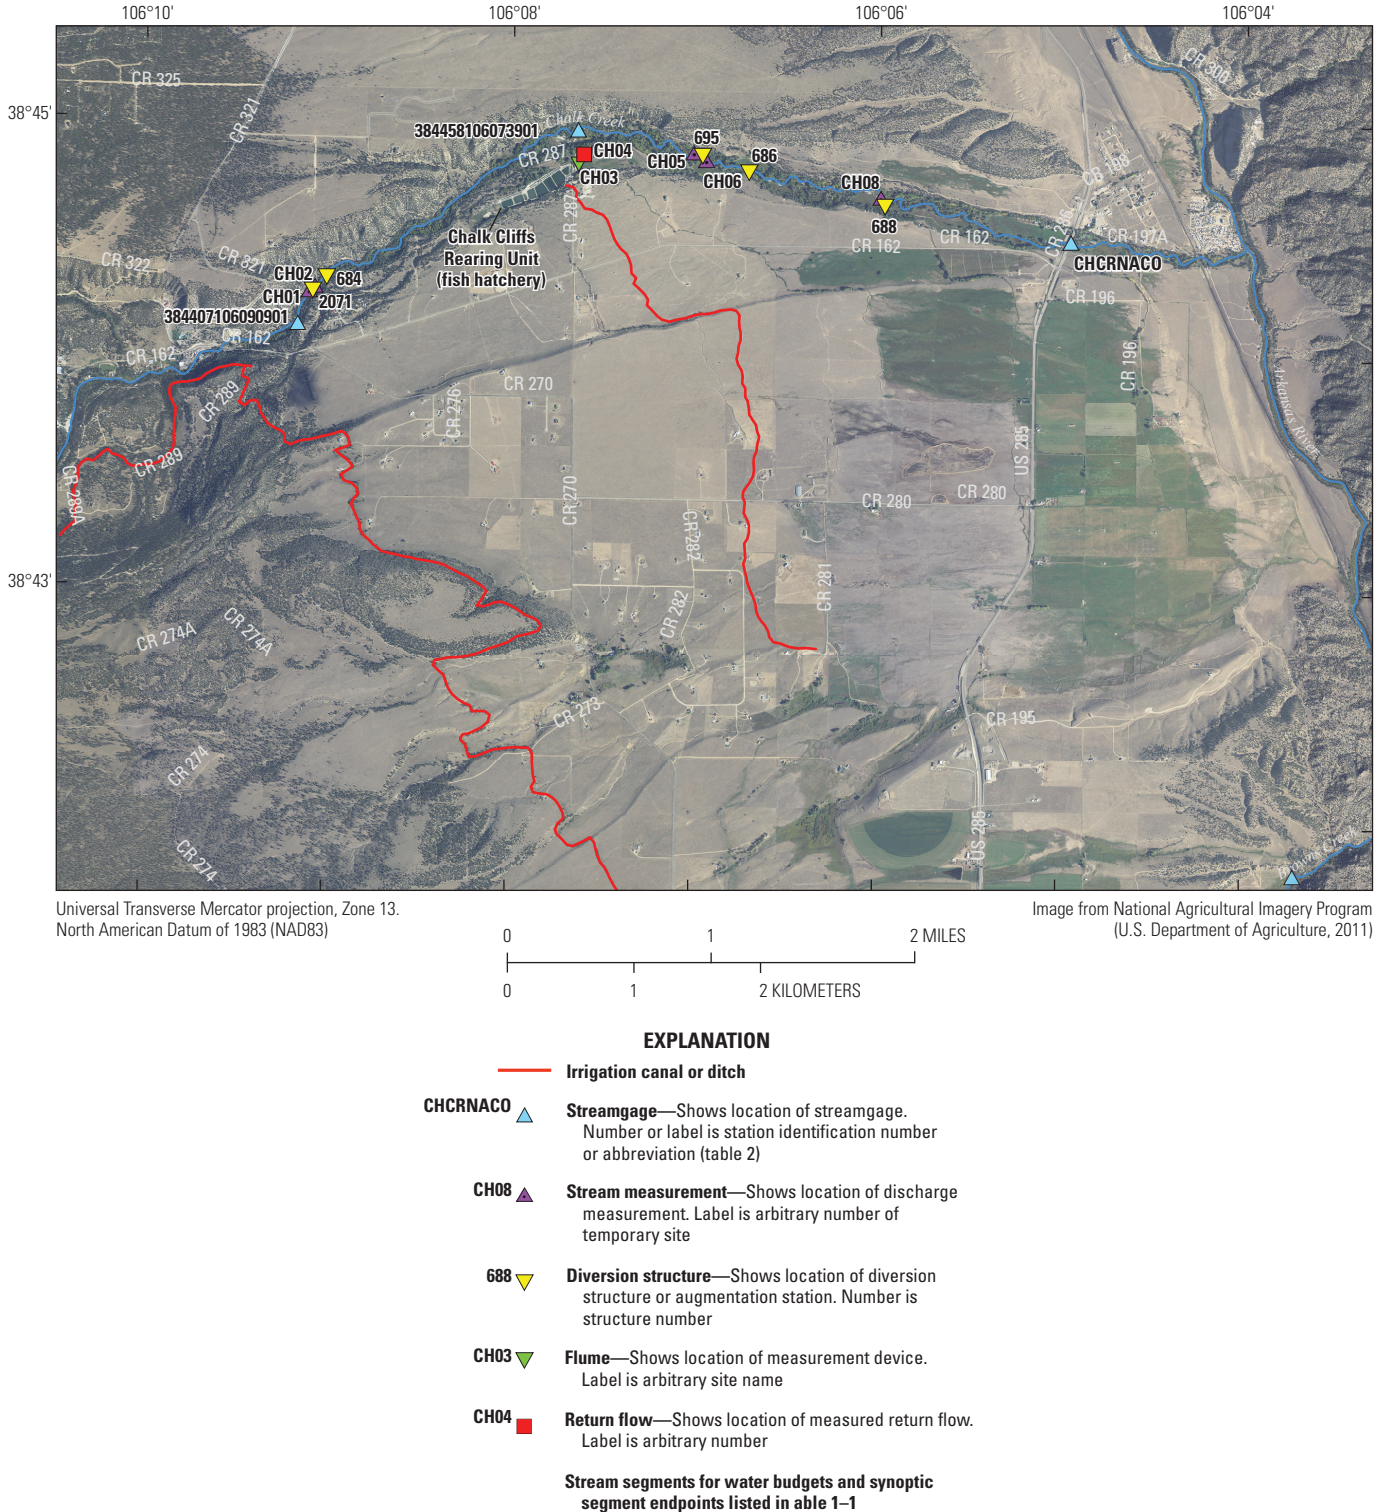 106°10'
106°08'
106°06'
106°04'
38°45'
38°43'
CR 325
CR 321
CR 300
Chalk Creek
384458106073901
CR 287
CH04
CH03
695
CH05
CH06
686
CH08
688
CR 198
CR 197A
CR 286
CHCRNACO
CR 162
CR 162
CR 287
Chalk Cliffs
Rearing Unit
(fish hatchery)
CR 322
CR 321
CH02
684
CH01
2071
384407106090901
CR 162
CR 162
CR 196
CR 196
CR 289
CR 289
CR 289A
CR 270
CR 276
CR 270
US 285
Arkansas River
CR 280
CR 280
CR 282
CR 282
CR 281
CR 274A
CR 274A
CR 273
CR 195
CR 274
CR 274
US 285
Creek
Universal Transverse Mercator projection, Zone 13.
North American Datum of 1983 (NAD83)
Image from National Agricultural Imagery Program
(U.S. Department of Agriculture, 2011)
0 1 2 MILES
0 1 2 KILOMETERS
EXPLANATION
Irrigation canal or ditch
CHCRNACO
Streamgage—Shows location of streamgage.
Number or label is station identification number
or abbreviation (table 2)
CH08
Stream measurement—Shows location of discharge
measurement. Label is arbitrary number of
temporary site
688
Diversion structure—Shows location of diversion
structure or augmentation station. Number is
structure number
CH03
Flume—Shows location of measurement device.
Label is arbitrary site name
CH04
Return flow—Shows location of measured return flow.
Label is arbitrary number
Stream segments for water budgets and synoptic
segment endpoints listed in able 1–1